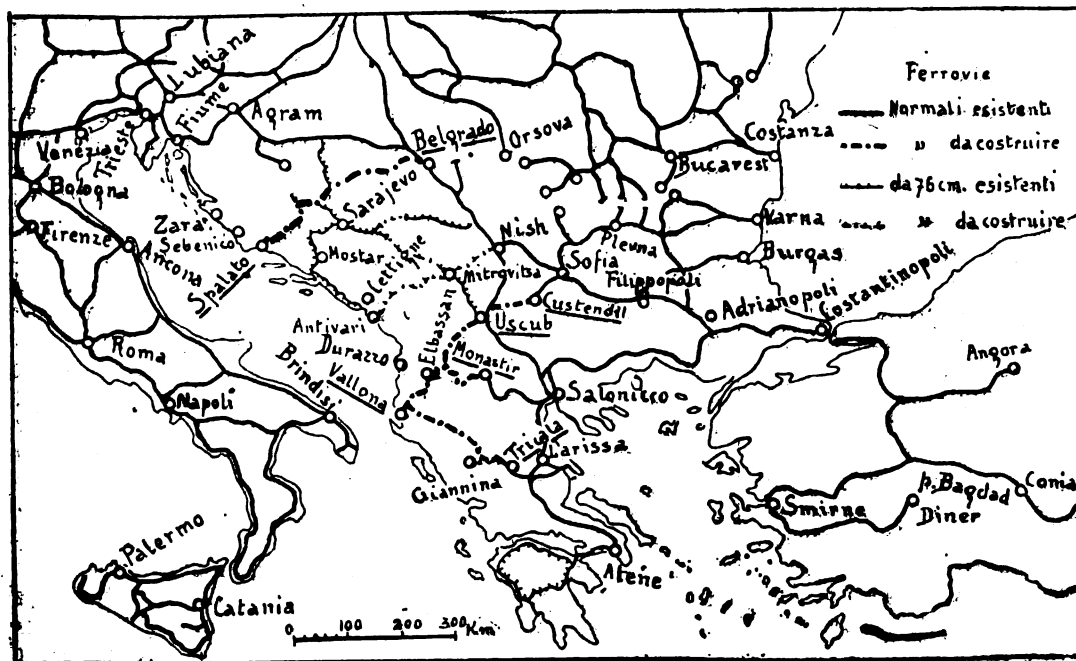 Ferrovie
Normali esistenti
" da costruire
da 76 cm. esistenti
" da costruire
Lubiana
Fiume
Trieste
Agram
Venezia
Belgrado
Orsova
Costanza
Bucarest
Bologna
Zara
Sebenico
Sarajevo
Firenze
Ancona
Spalato
Mostar
Cettigne
Nish
Plevna
Varna
Mitrovitsa
Sofia
Burgas
Filippopoli
Custendil
Adrianopoli
Costantinopoli
Antivari
Uscub
Roma
Durazzo
Elbassan
Monastir
Angora
Brindisi
Vallona
Napoli
Salonicco
Tricala
Larissa
Giannina
p. Bagdad
Conia
Smirne
Diner
Palermo
Atene
Catania
0 100 200 300 Km